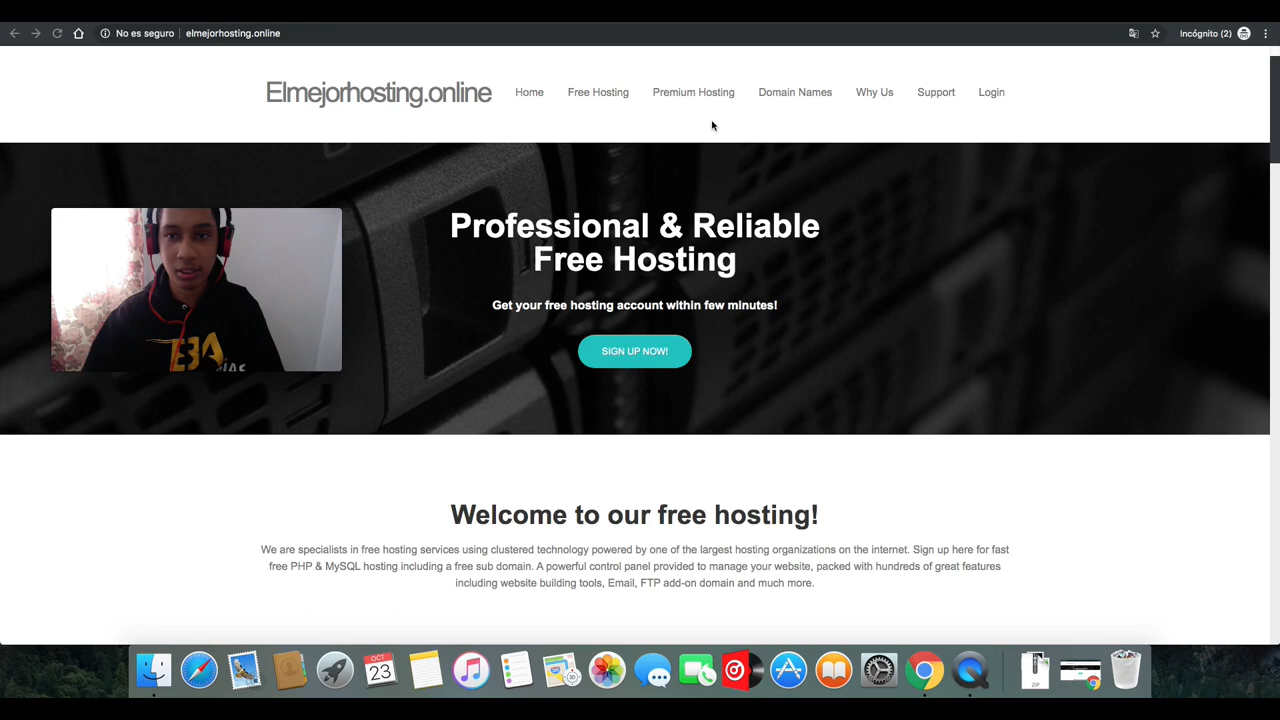 No es seguro
elmejorhosting.online
Incógnito (2)
Elmejorhosting.online
Home
Free Hosting
Premium Hosting
Domain Names
Why Us
Support
Login
Professional & Reliable
Free Hosting
Get your free hosting account within few minutes!
SIGN UP NOW!
Welcome to our free hosting!
We are specialists in free hosting services using clustered technology powered by one of the largest hosting organizations on the internet. Sign up here for fast
free PHP & MySQL hosting including a free sub domain. A powerful control panel provided to manage your website, packed with hundreds of great features
including website building tools, Email, FTP add-on domain and much more.
OCT
23
ZIP